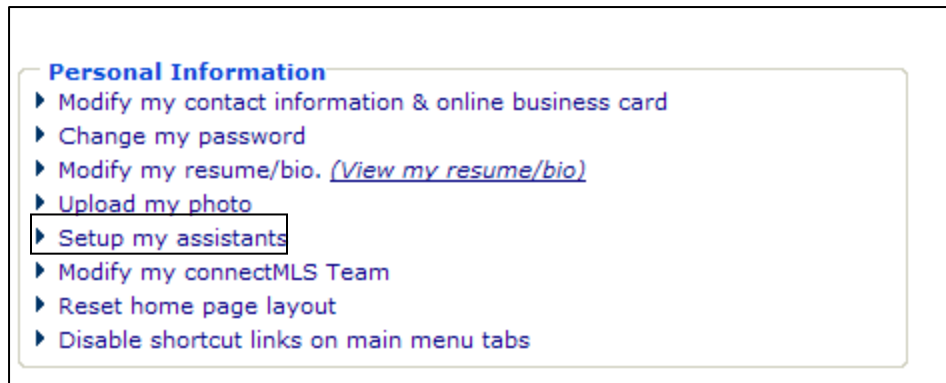 Personal Information
Modify my contact information & online business card
Change my password
Modify my resume/bio. (View my resume/bio)
Upload my photo
Setup my assistants
Modify my connectMLS Team
Reset home page layout
Disable shortcut links on main menu tabs